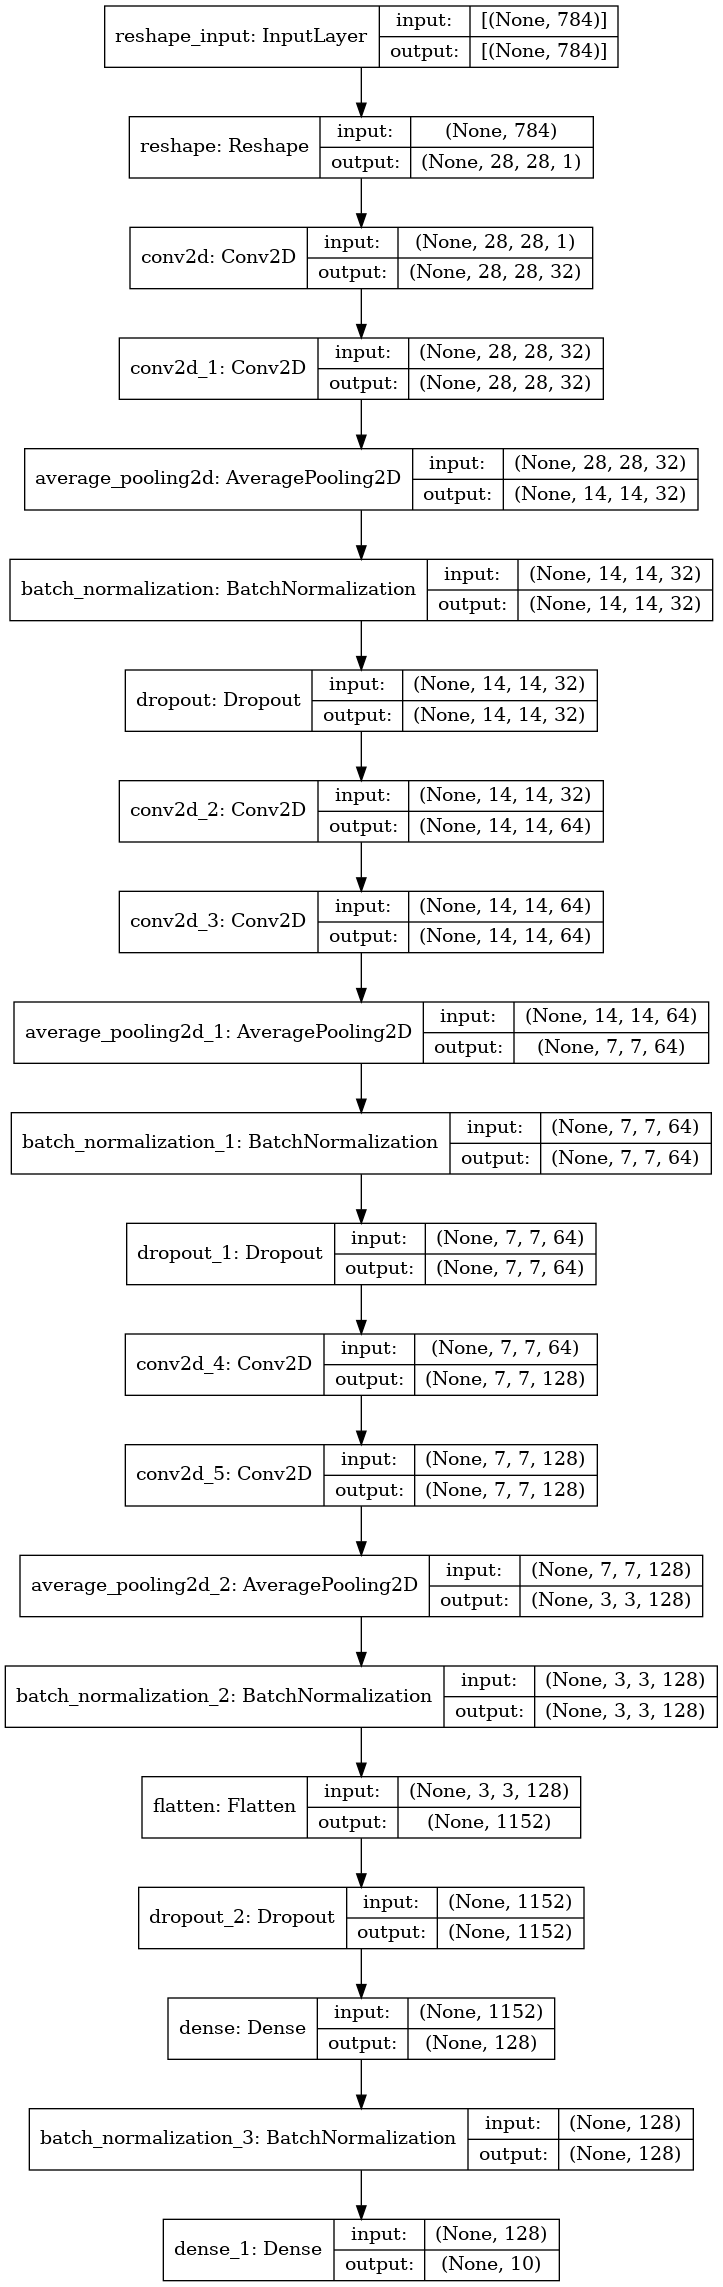 reshape_input: InputLayer input: [(None, 784)]
output: [(None, 784)]
reshape: Reshape input: (None, 784)
output: (None, 28, 28, 1)
conv2d: Conv2D input: (None, 28, 28, 1)
output: (None, 28, 28, 32)
conv2d_1: Conv2D input: (None, 28, 28, 32)
output: (None, 28, 28, 32)
average_pooling2d: AveragePooling2D input: (None, 28, 28, 32)
output: (None, 14, 14, 32)
batch_normalization: BatchNormalization input: (None, 14, 14, 32)
output: (None, 14, 14, 32)
dropout: Dropout input: (None, 14, 14, 32)
output: (None, 14, 14, 32)
conv2d_2: Conv2D input: (None, 14, 14, 32)
output: (None, 14, 14, 64)
conv2d_3: Conv2D input: (None, 14, 14, 64)
output: (None, 14, 14, 64)
average_pooling2d_1: AveragePooling2D input: (None, 14, 14, 64)
output: (None, 7, 7, 64)
batch_normalization_1: BatchNormalization input: (None, 7, 7, 64)
output: (None, 7, 7, 64)
dropout_1: Dropout input: (None, 7, 7, 64)
output: (None, 7, 7, 64)
conv2d_4: Conv2D input: (None, 7, 7, 64)
output: (None, 7, 7, 128)
conv2d_5: Conv2D input: (None, 7, 7, 128)
output: (None, 7, 7, 128)
average_pooling2d_2: AveragePooling2D input: (None, 7, 7, 128)
output: (None, 3, 3, 128)
batch_normalization_2: BatchNormalization input: (None, 3, 3, 128)
output: (None, 3, 3, 128)
flatten: Flatten input: (None, 3, 3, 128)
output: (None, 1152)
dropout_2: Dropout input: (None, 1152)
output: (None, 1152)
dense: Dense input: (None, 1152)
output: (None, 128)
batch_normalization_3: BatchNormalization input: (None, 128)
output: (None, 128)
dense_1: Dense input: (None, 128)
output: (None, 10)